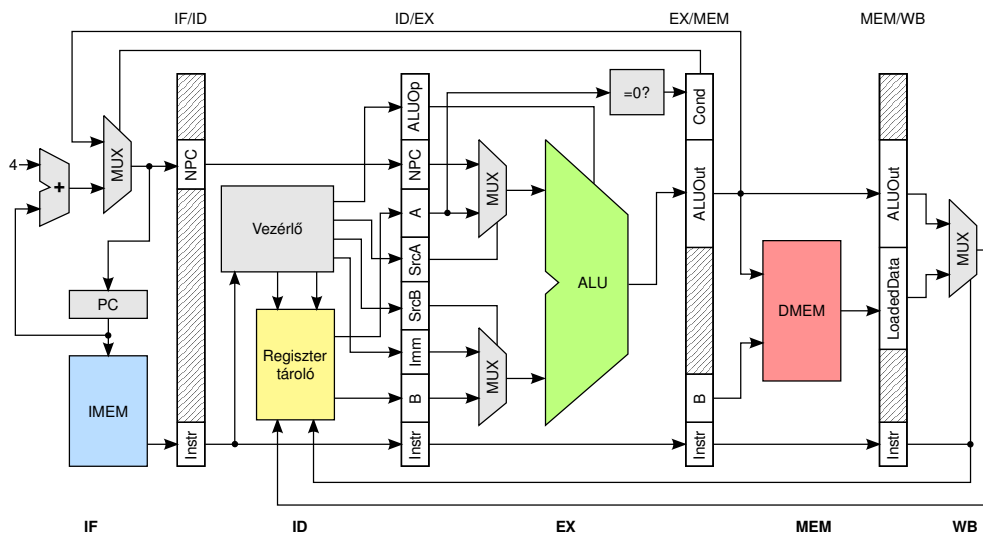 IF/ID
ID/EX
EX/MEM
MEM/WB
4
+
MUX
NPC
PC
IMEM
Instr
Vezérlő
Regiszter
tároló
ALUOp
NPC
A
SrcA
SrcB
Imm
B
Instr
MUX
MUX
=0?
ALU
Cond
ALUOut
B
Instr
DMEM
ALUOut
LoadedData
Instr
MUX
IF
ID
EX
MEM
WB